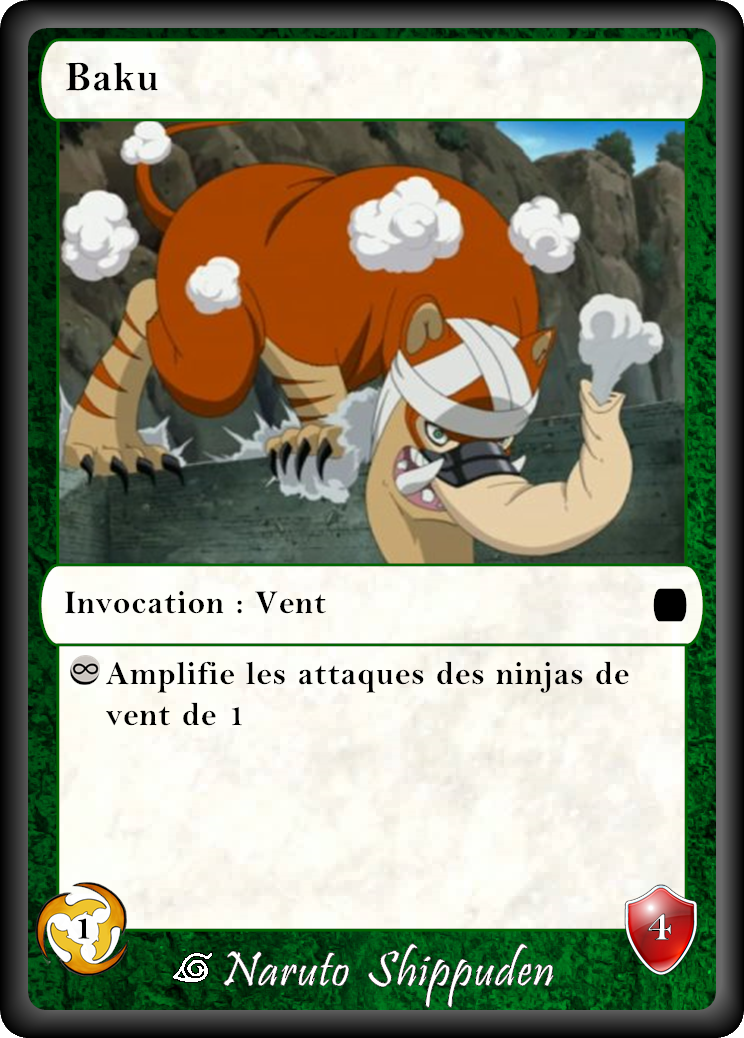 Baku
Invocation : Vent
∞ Amplifie les attaques des ninjas de
vent de 1
1
4
Naruto Shippuden